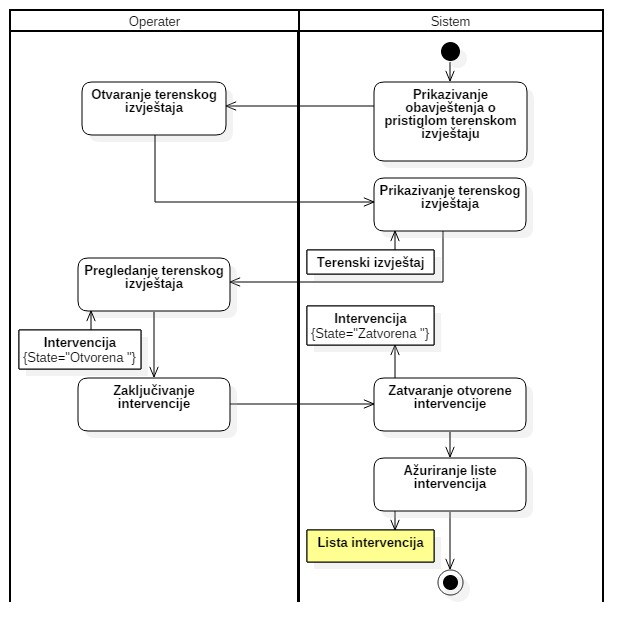 Operater
Sistem
Otvaranje terenskog
izvještaja
Prikazivanje
obavještenja o
pristiglom terenskom
izvještaju
Prikazivanje terenskog
izvještaja
Terenski izvještaj
Pregledanje terenskog
izvještaja
Intervencija
{State="Zatvorena "}
Intervencija
{State="Otvorena "}
Zaključivanje
intervencije
Zatvaranje otvorene
intervencije
Ažuriranje liste
intervencija
Lista intervencija